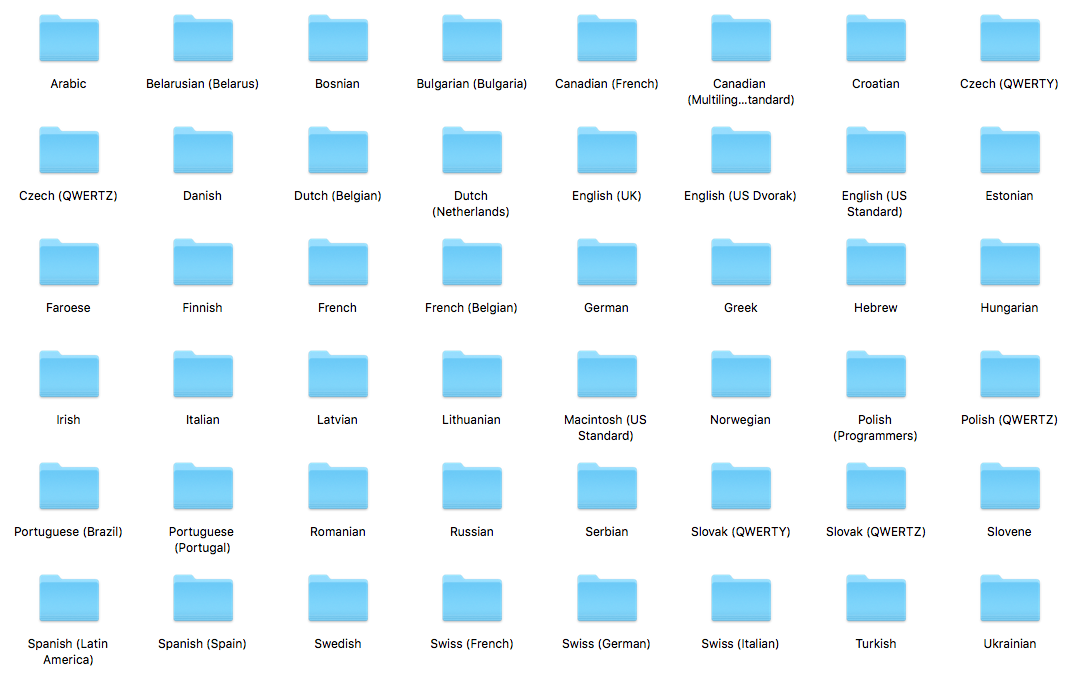 Arabic
Belarusian (Belarus)
Bosnian
Bulgarian (Bulgaria)
Canadian (French)
Canadian
(Multiling...tandard)
Croatian
Czech (QWERTY)
Czech (QWERTZ)
Danish
Dutch (Belgian)
Dutch
(Netherlands)
English (UK)
English (US Dvorak)
English (US
Standard)
Estonian
Faroese
Finnish
French
French (Belgian)
German
Greek
Hebrew
Hungarian
Irish
Italian
Latvian
Lithuanian
Macintosh (US
Standard)
Norwegian
Polish
(Programmers)
Polish (QWERTZ)
Portuguese (Brazil)
Portuguese
(Portugal)
Romanian
Russian
Serbian
Slovak (QWERTY)
Slovak (QWERTZ)
Slovene
Spanish (Latin
America)
Spanish (Spain)
Swedish
Swiss (French)
Swiss (German)
Swiss (Italian)
Turkish
Ukrainian